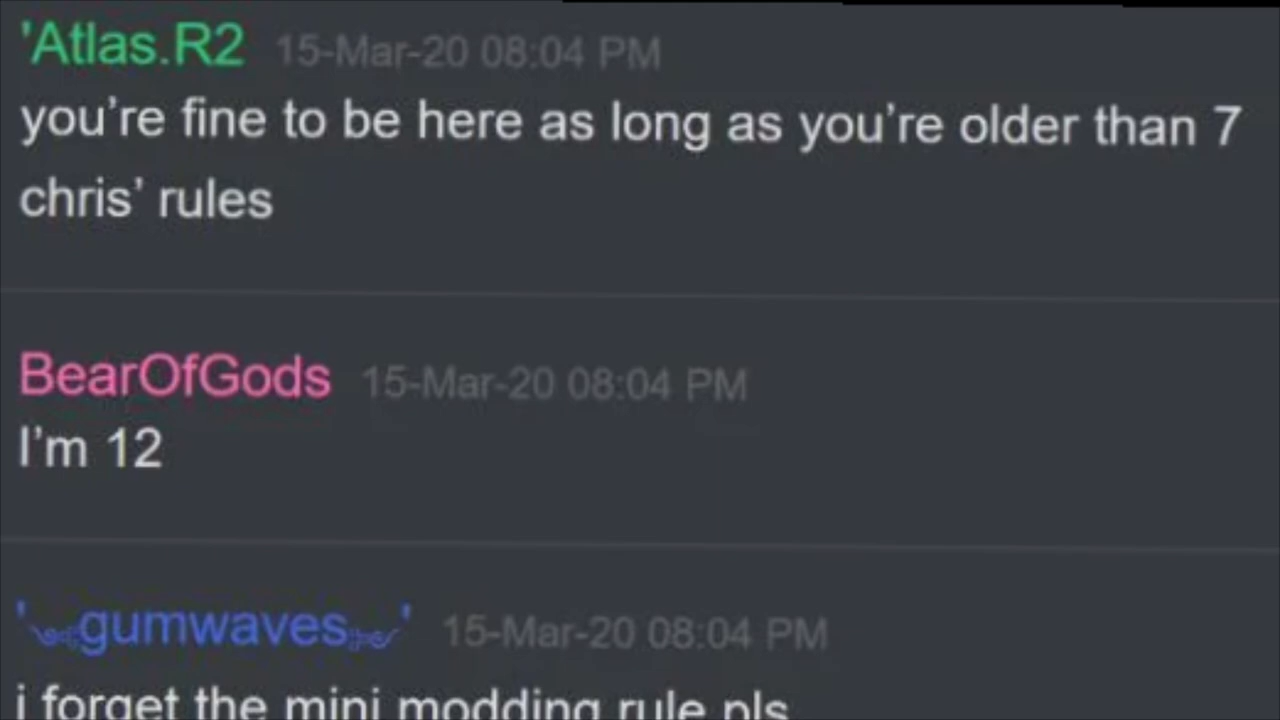 'Atlas.R2 15-Mar-20 08:04 PM
you’re fine to be here as long as you’re older than 7
chris’ rules
BearOfGods 15-Mar-20 08:04 PM
I’m 12
'꧁gumwaves꧂' 15-Mar-20 08:04 PM
i forget the mini modding rule pls